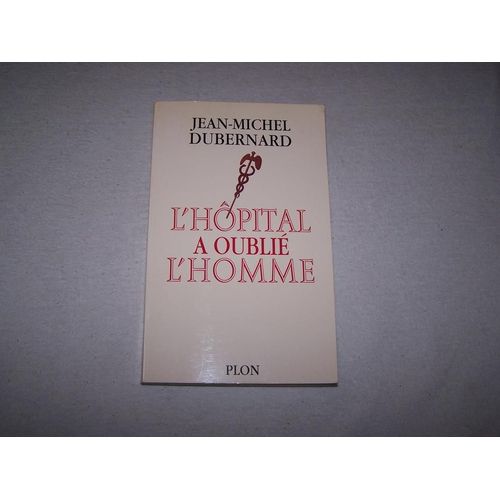 JEAN-MICHEL
DUBERNARD
L'HÔPITAL
A OUBLIÉ
L'HOMME
PLON